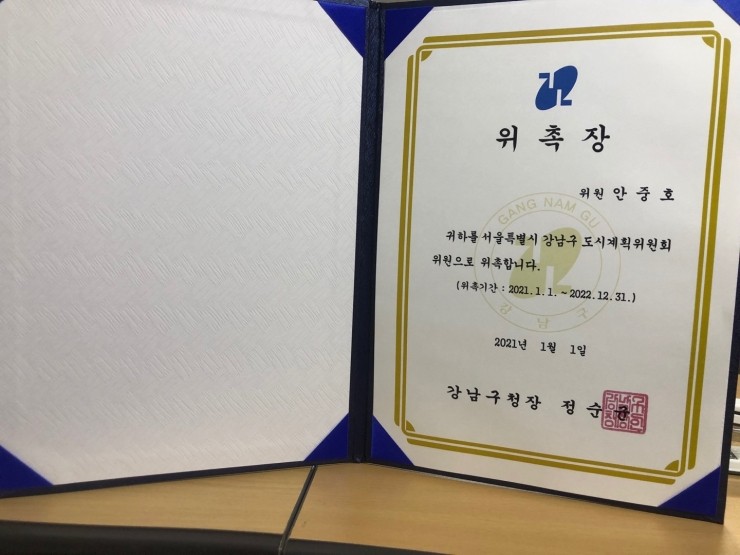 위 촉 장
위원 안 중 호
GANG NAM GU
귀하를 서울특별시 강남구 도시계획위원회
위원으로 위촉합니다.
(위촉기간 : 2021. 1. 1. ~ 2022. 12. 31.)
강 남 구
2021년 1월 1일
강남구청장 정순균